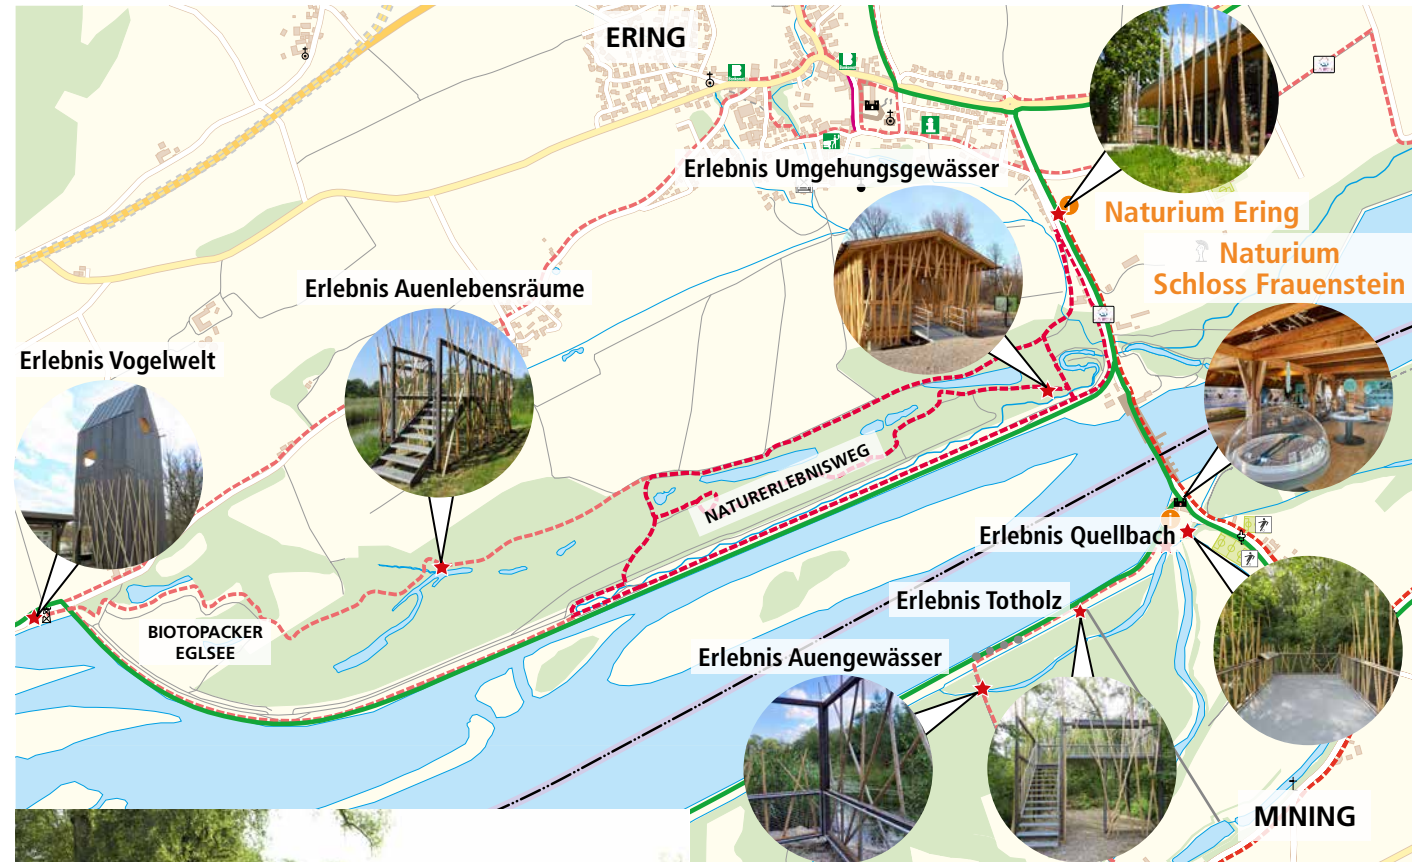 ERING
Erlebnis Umgehungsgewässer
Naturium Ering
Naturium
Schloss Frauenstein
Erlebnis Auenlebensräume
Erlebnis Vogelwelt
NATURERLEBNISWEG
Erlebnis Quellbach
Erlebnis Totholz
BIOTOPACKER
EGLSEE
Erlebnis Auengewässer
MINING